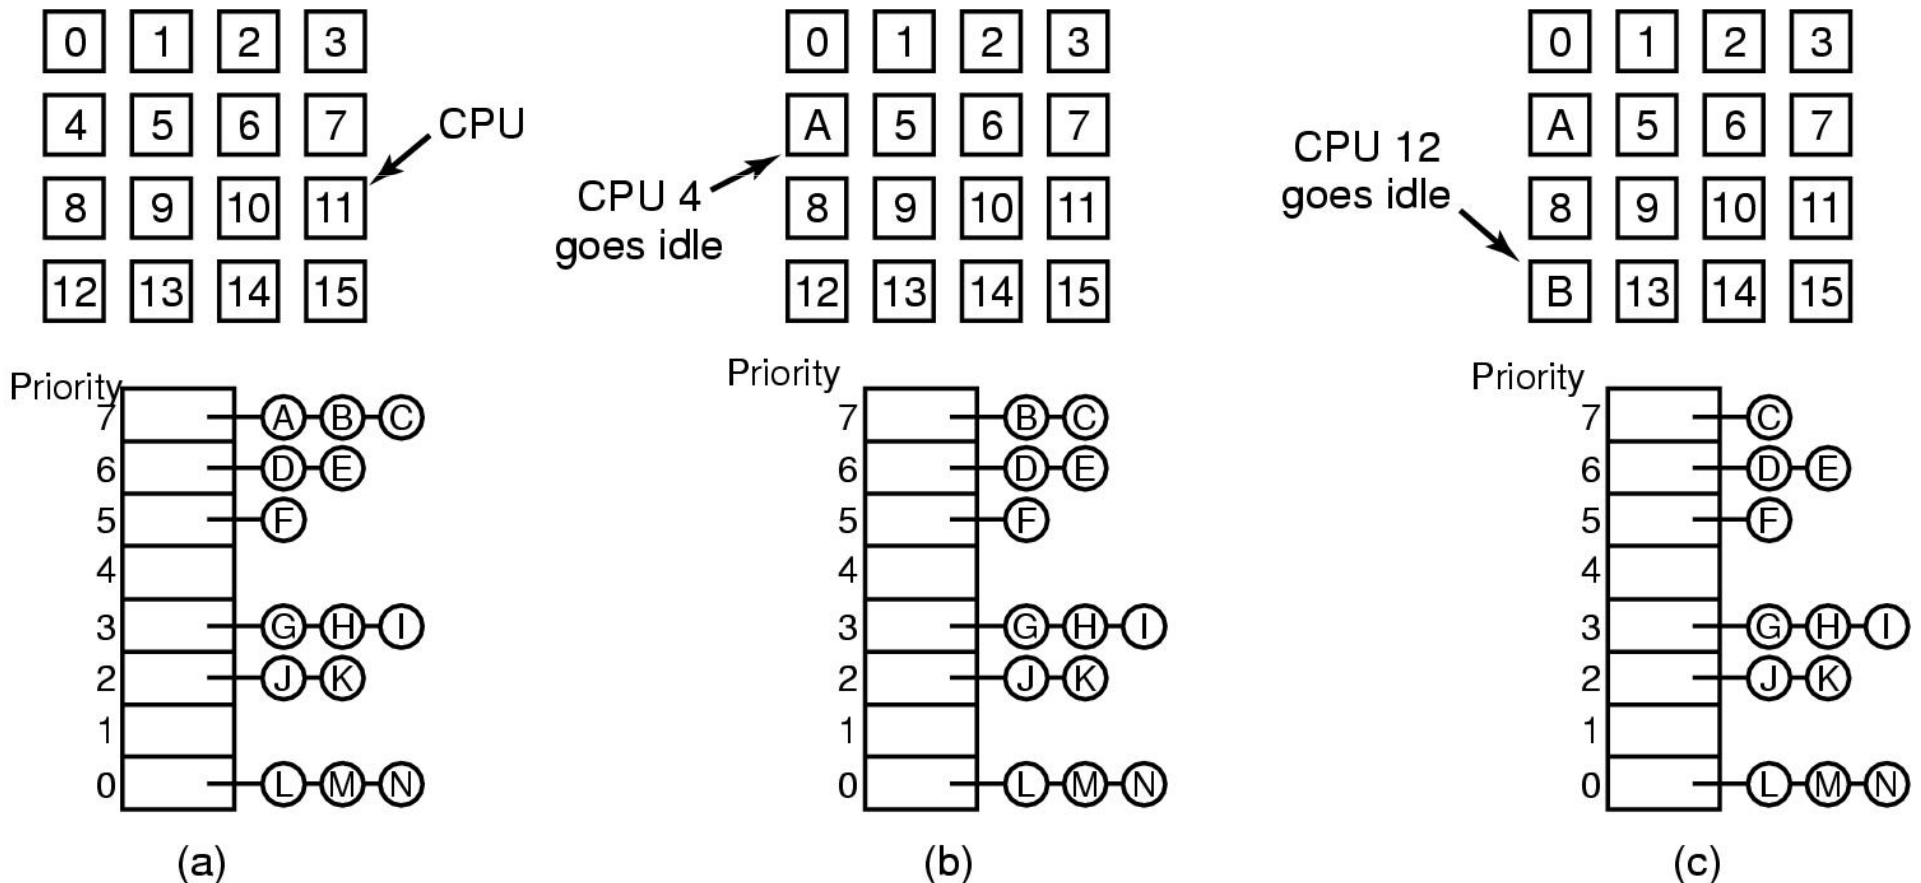 0 1 2 3
4 5 6 7
CPU
8 9 10 11
12 13 14 15
Priority
7 A B C
6 D E
5 F
4
3 G H I
2 J K
1
0 L M N
(a)
0 1 2 3
A 5 6 7
CPU 4
goes idle
8 9 10 11
12 13 14 15
Priority
7 B C
6 D E
5 F
4
3 G H I
2 J K
1
0 L M N
(b)
0 1 2 3
A 5 6 7
CPU 12
goes idle
8 9 10 11
B 13 14 15
Priority
7 C
6 D E
5 F
4
3 G H I
2 J K
1
0 L M N
(c)